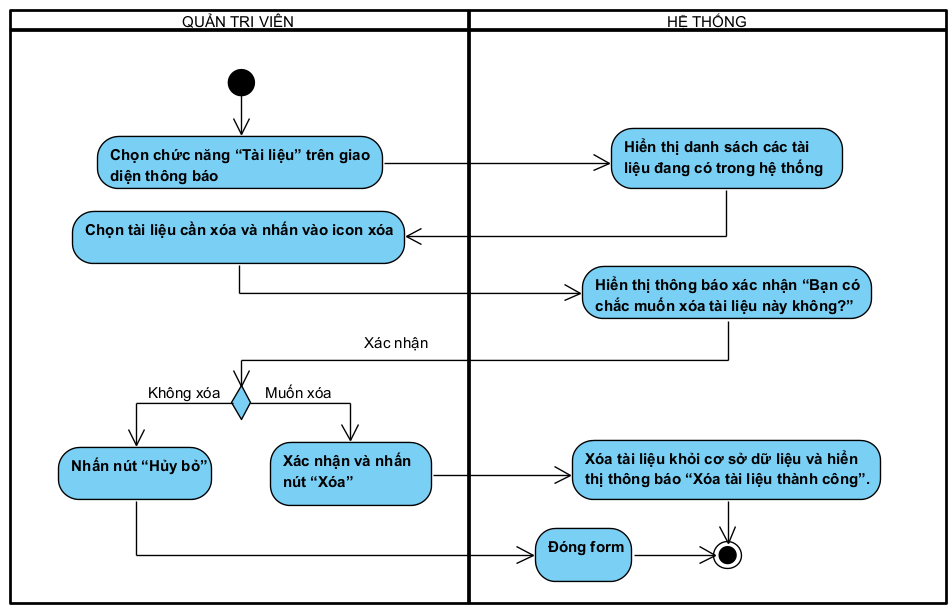 QUẢN TRỊ VIÊN
HỆ THỐNG
Chọn chức năng “Tài liệu” trên giao
diện thông báo
Hiển thị danh sách các tài
liệu đang có trong hệ thống
Chọn tài liệu cần xóa và nhấn vào icon xóa
Hiển thị thông báo xác nhận “Bạn có
chắc muốn xóa tài liệu này không?”
Xác nhận
Không xóa
Muốn xóa
Nhấn nút “Hủy bỏ”
Xác nhận và nhấn
nút “Xóa”
Xóa tài liệu khỏi cơ sở dữ liệu và hiển
thị thông báo “Xóa tài liệu thành công”.
Đóng form